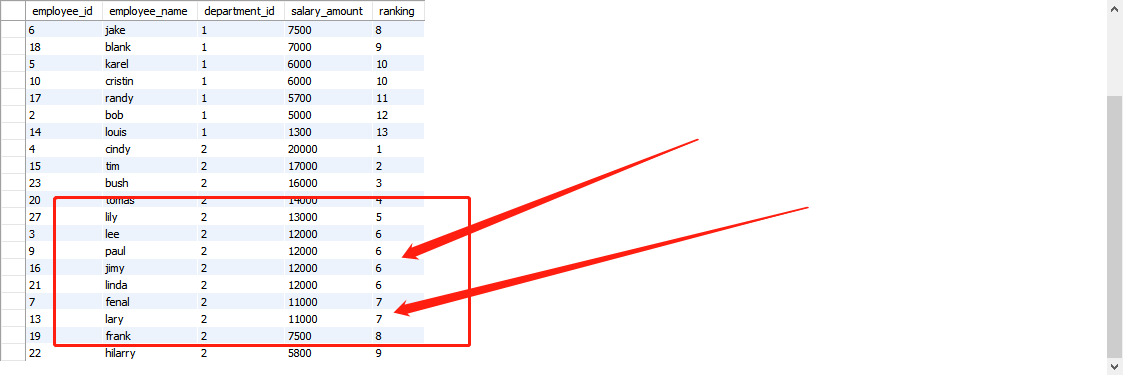 employee_id employee_name department_id salary_amount ranking
6 jake 1 7500 8
18 blank 1 7000 9
5 karel 1 6000 10
10 cristin 1 6000 10
17 randy 1 5700 11
2 bob 1 5000 12
14 louis 1 1300 13
4 cindy 2 20000 1
15 tim 2 17000 2
23 bush 2 16000 3
20 tomas 2 14000 4
27 lily 2 13000 5
3 lee 2 12000 6
9 paul 2 12000 6
16 jimy 2 12000 6
21 linda 2 12000 6
7 fenal 2 11000 7
13 lary 2 11000 7
19 frank 2 7500 8
22 hilarry 2 5800 9